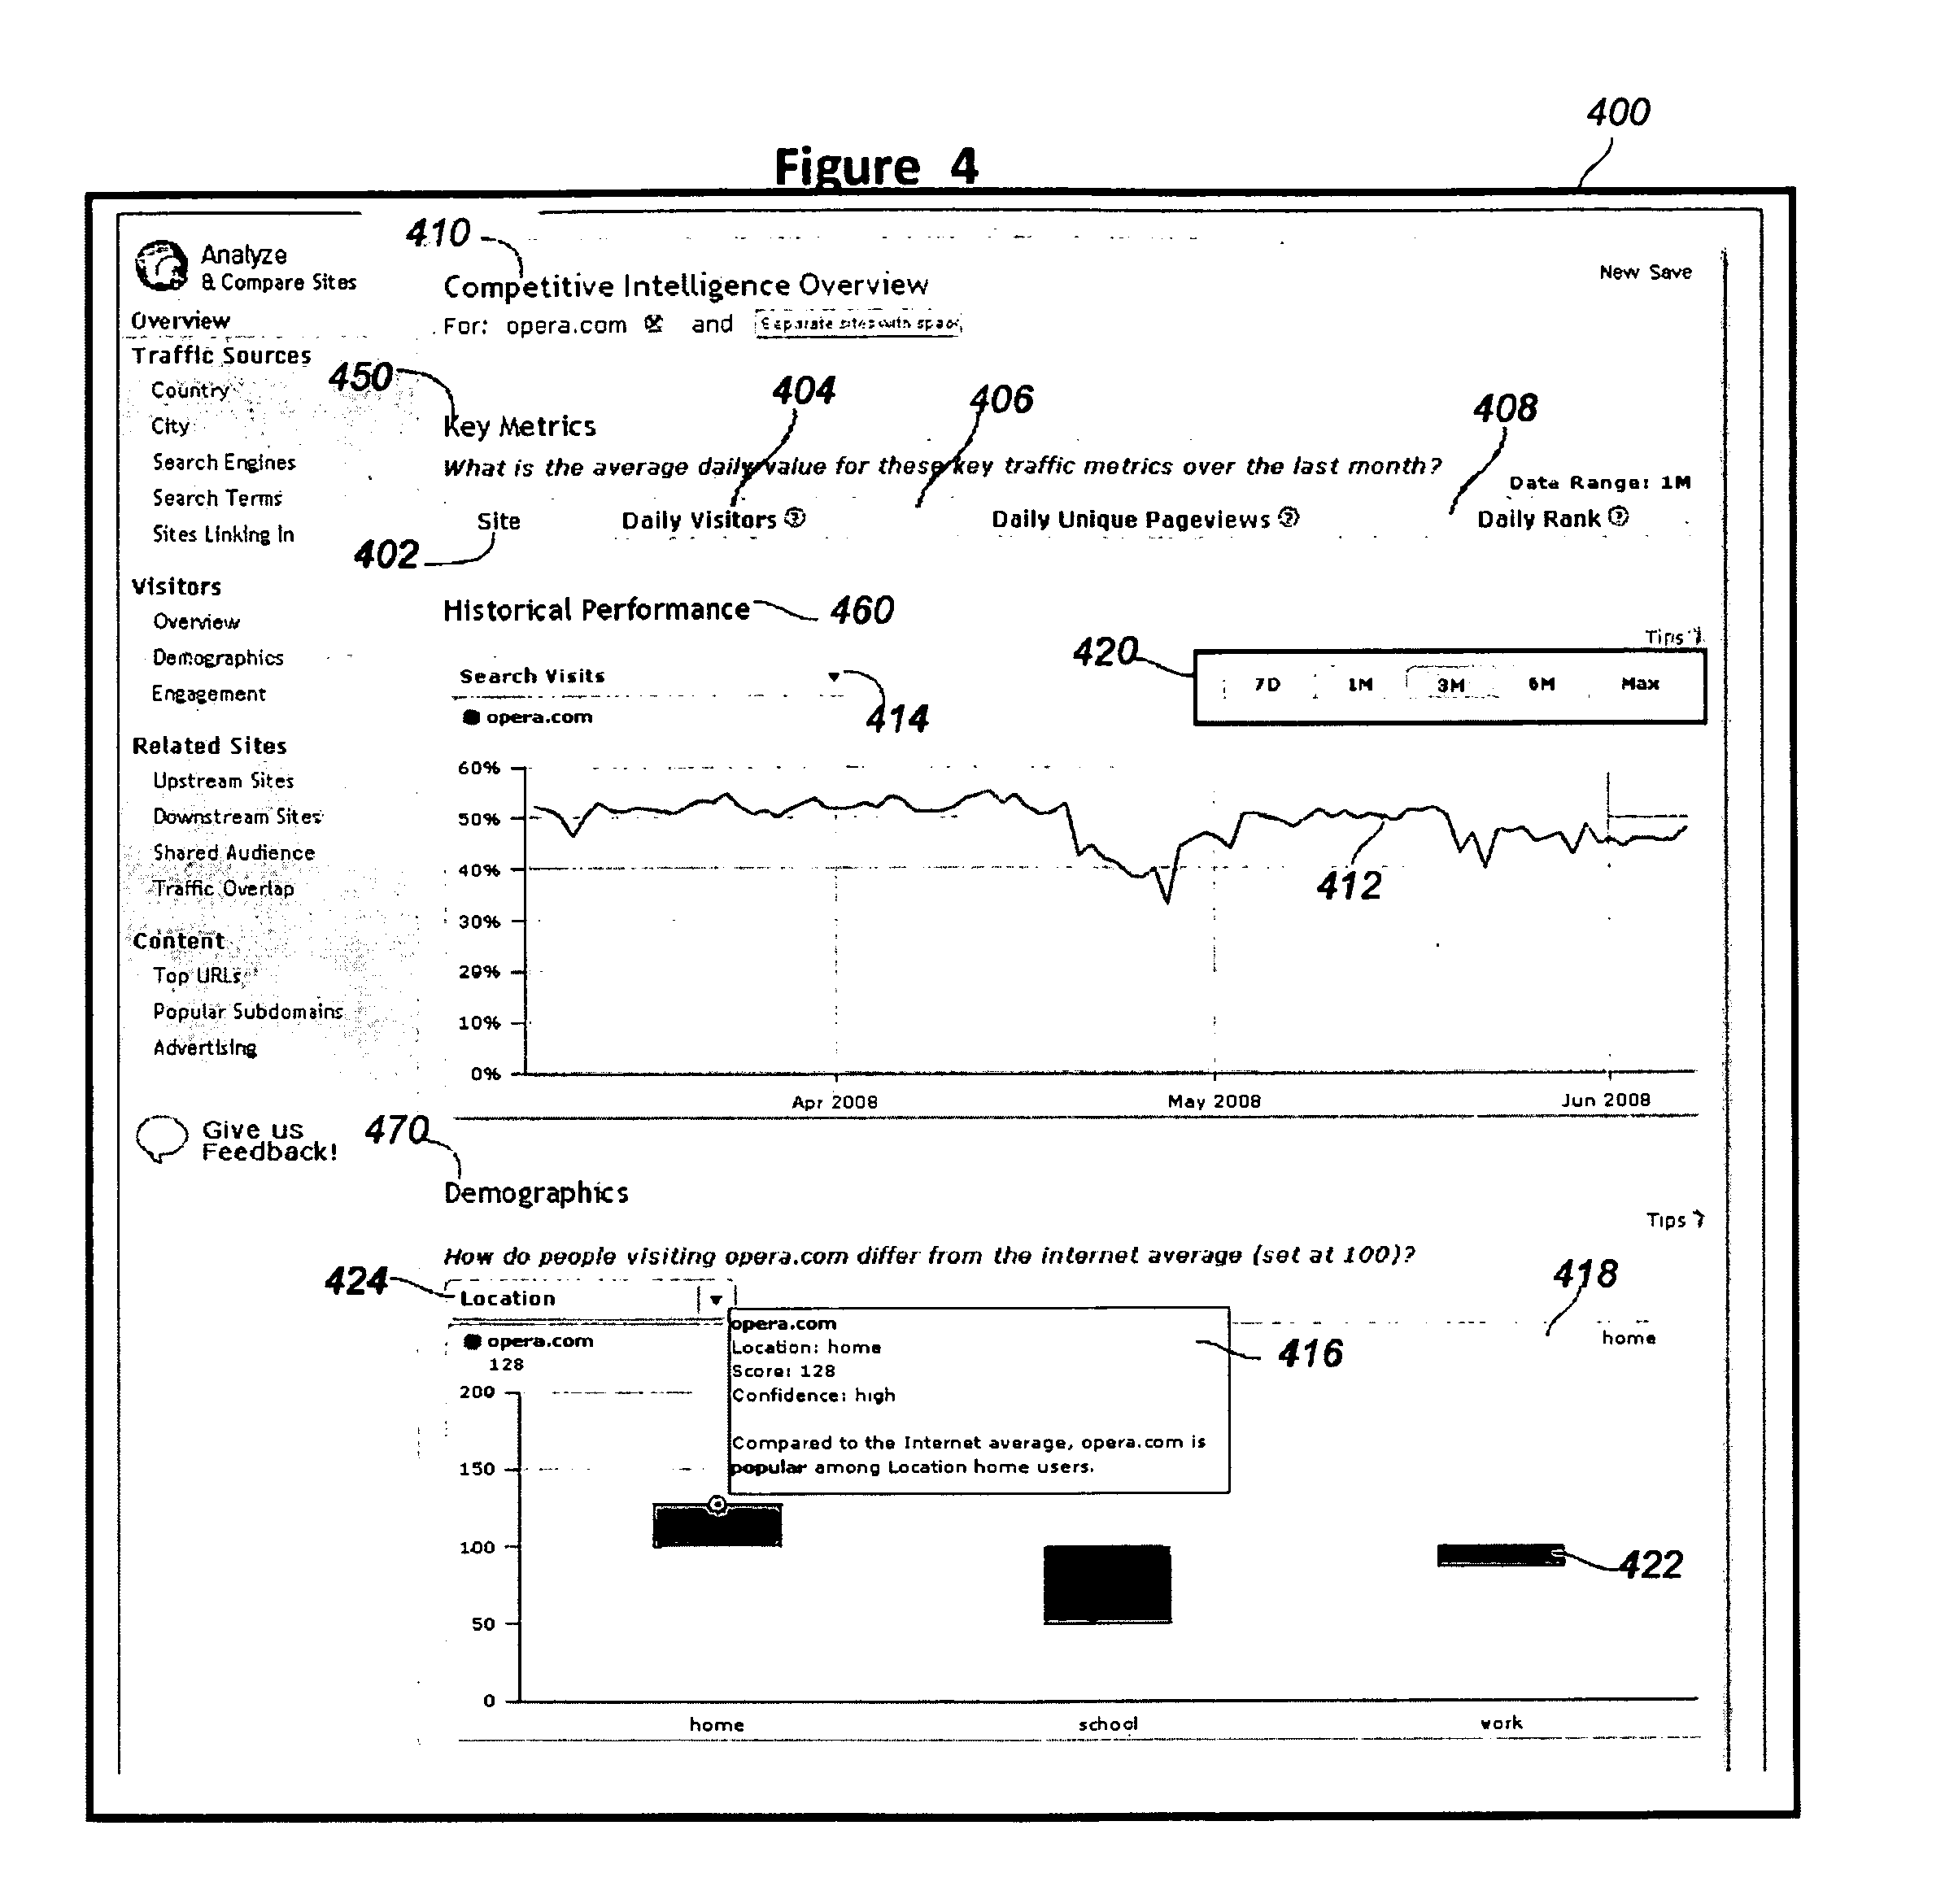 400
Figure 4
Analyze
& Compare Sites
Overview
Traffic Sources
Country
City
Search Engines
Search Terms
Sites Linking In
Visitors
Overview
Demographics
Engagement
Related Sites
Upstream Sites
Downstream Sites
Shared Audience
Traffic Overlap
Content
Top URLs
Popular Subdomains
Advertising
Give us
Feedback!
410
Competitive Intelligence Overview
New Save
For: opera.com and Separate sites with space
450
404
406
408
Key Metrics
What is the average daily value for these key traffic metrics over the last month?
Date Range: 1M
Site Daily Visitors ? Daily Unique Pageviews ? Daily Rank ?
402
Historical Performance 460
Tips
420
7D 1M 3M 6M Max
Search Visits
414
opera.com
60%
50%
40%
412
30%
20%
10%
0%
Apr 2008 May 2008 Jun 2008
470
Demographics
Tips
How do people visiting opera.com differ from the internet average (set at 100)?
424
Location
418
opera.com
128
home
opera.com
Location: home
Score: 128
Confidence: high
Compared to the Internet average, opera.com is
popular among Location home users.
416
200
150
100
50
0
422
home school work